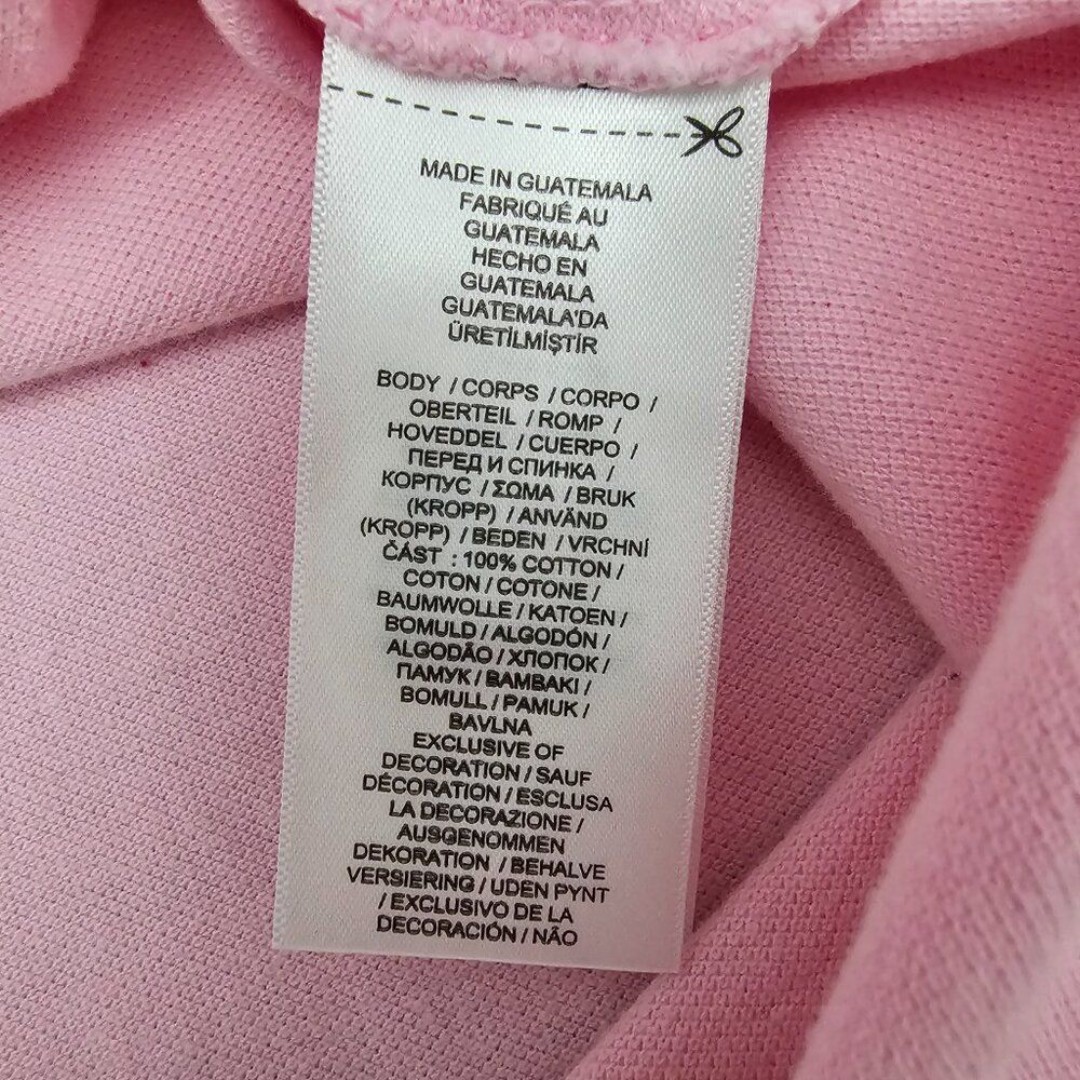 MADE IN GUATEMALA
FABRIQUÉ AU
GUATEMALA
HECHO EN
GUATEMALA
GUATEMALA'DA
ÜRETİLMİŞTİR
BODY / CORPS / CORPO /
OBERTEIL / ROMP /
HOVEDDEL / CUERPO /
ПЕРЕД И СПИНКА /
КОРПУС / ΣΩΜΑ / BRUK
(KROPP) / ANVÄND
(KROPP) / BEDEN / VRCHNÍ
ČÁST : 100% COTTON /
COTON / COTONE /
BAUMWOLLE / KATOEN /
BOMULD / ALGODÓN /
ALGODÃO / ХЛОПОК /
ПАМУК / ΒΑΜΒΑΚΙ /
BOMULL / PAMUK /
BAVLNA
EXCLUSIVE OF
DECORATION / SAUF
DÉCORATION / ESCLUSA
LA DECORAZIONE /
AUSGENOMMEN
DEKORATION / BEHALVE
VERSIERING / UDEN PYNT
/ EXCLUSIVO DE LA
DECORACIÓN / NÃO